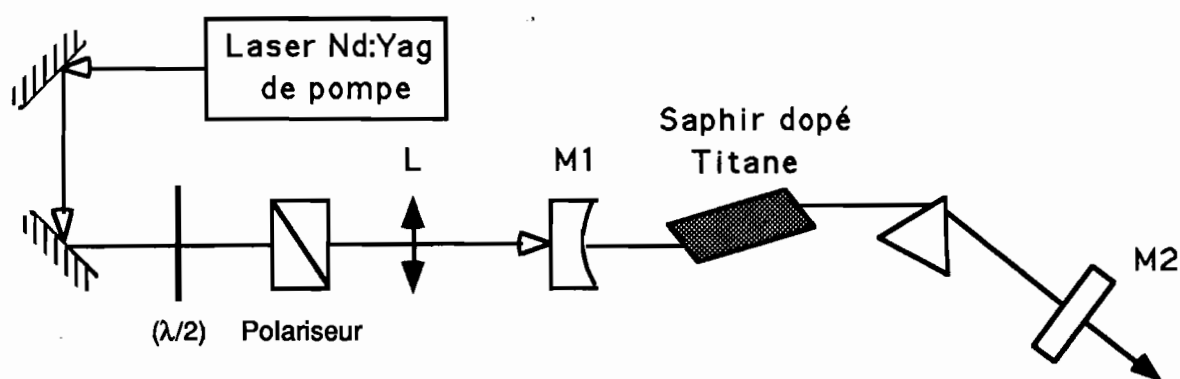 Laser Nd:Yag
de pompe
Saphir dopé
Titane
L
M1
M2
(λ/2)
Polariseur